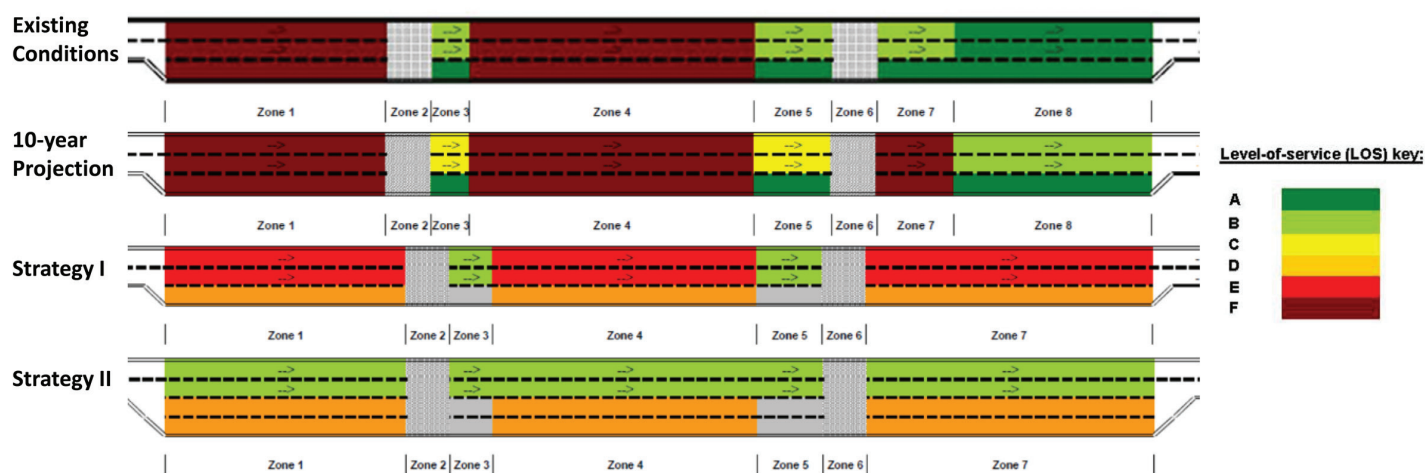 Existing
Conditions
--> --> --> --> -->
--> --> --> --> -->
Zone 1 Zone 2 Zone 3 Zone 4 Zone 5 Zone 6 Zone 7 Zone 8
10-year
Projection
--> --> --> --> --> -->
--> --> --> --> --> -->
Zone 1 Zone 2 Zone 3 Zone 4 Zone 5 Zone 6 Zone 7 Zone 8
Strategy I
--> --> --> --> -->
--> --> --> --> -->
Zone 1 Zone 2 Zone 3 Zone 4 Zone 5 Zone 6 Zone 7
Strategy II
--> --> --> --> -->
--> --> --> --> -->
Zone 1 Zone 2 Zone 3 Zone 4 Zone 5 Zone 6 Zone 7
Level-of-service (LOS) key:
A
B
C
D
E
F